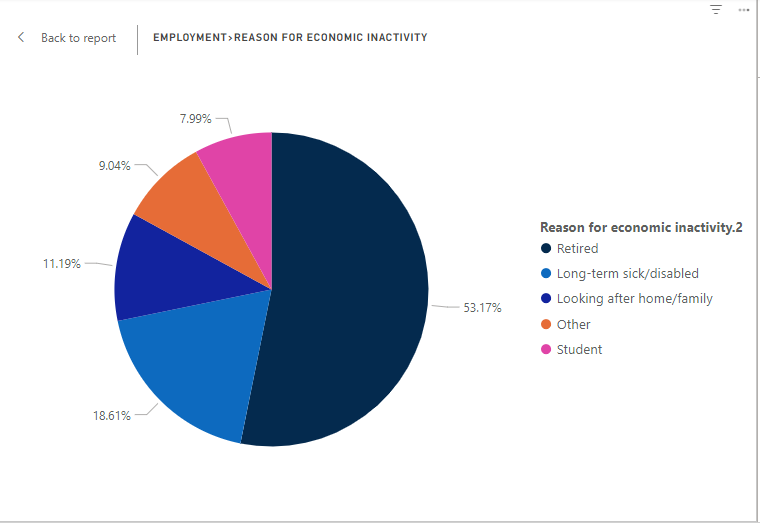 Back to report
EMPLOYMENT>REASON FOR ECONOMIC INACTIVITY
7.99%
9.04%
11.19%
18.61%
53.17%
Reason for economic inactivity.2
Retired
Long-term sick/disabled
Looking after home/family
Other
Student